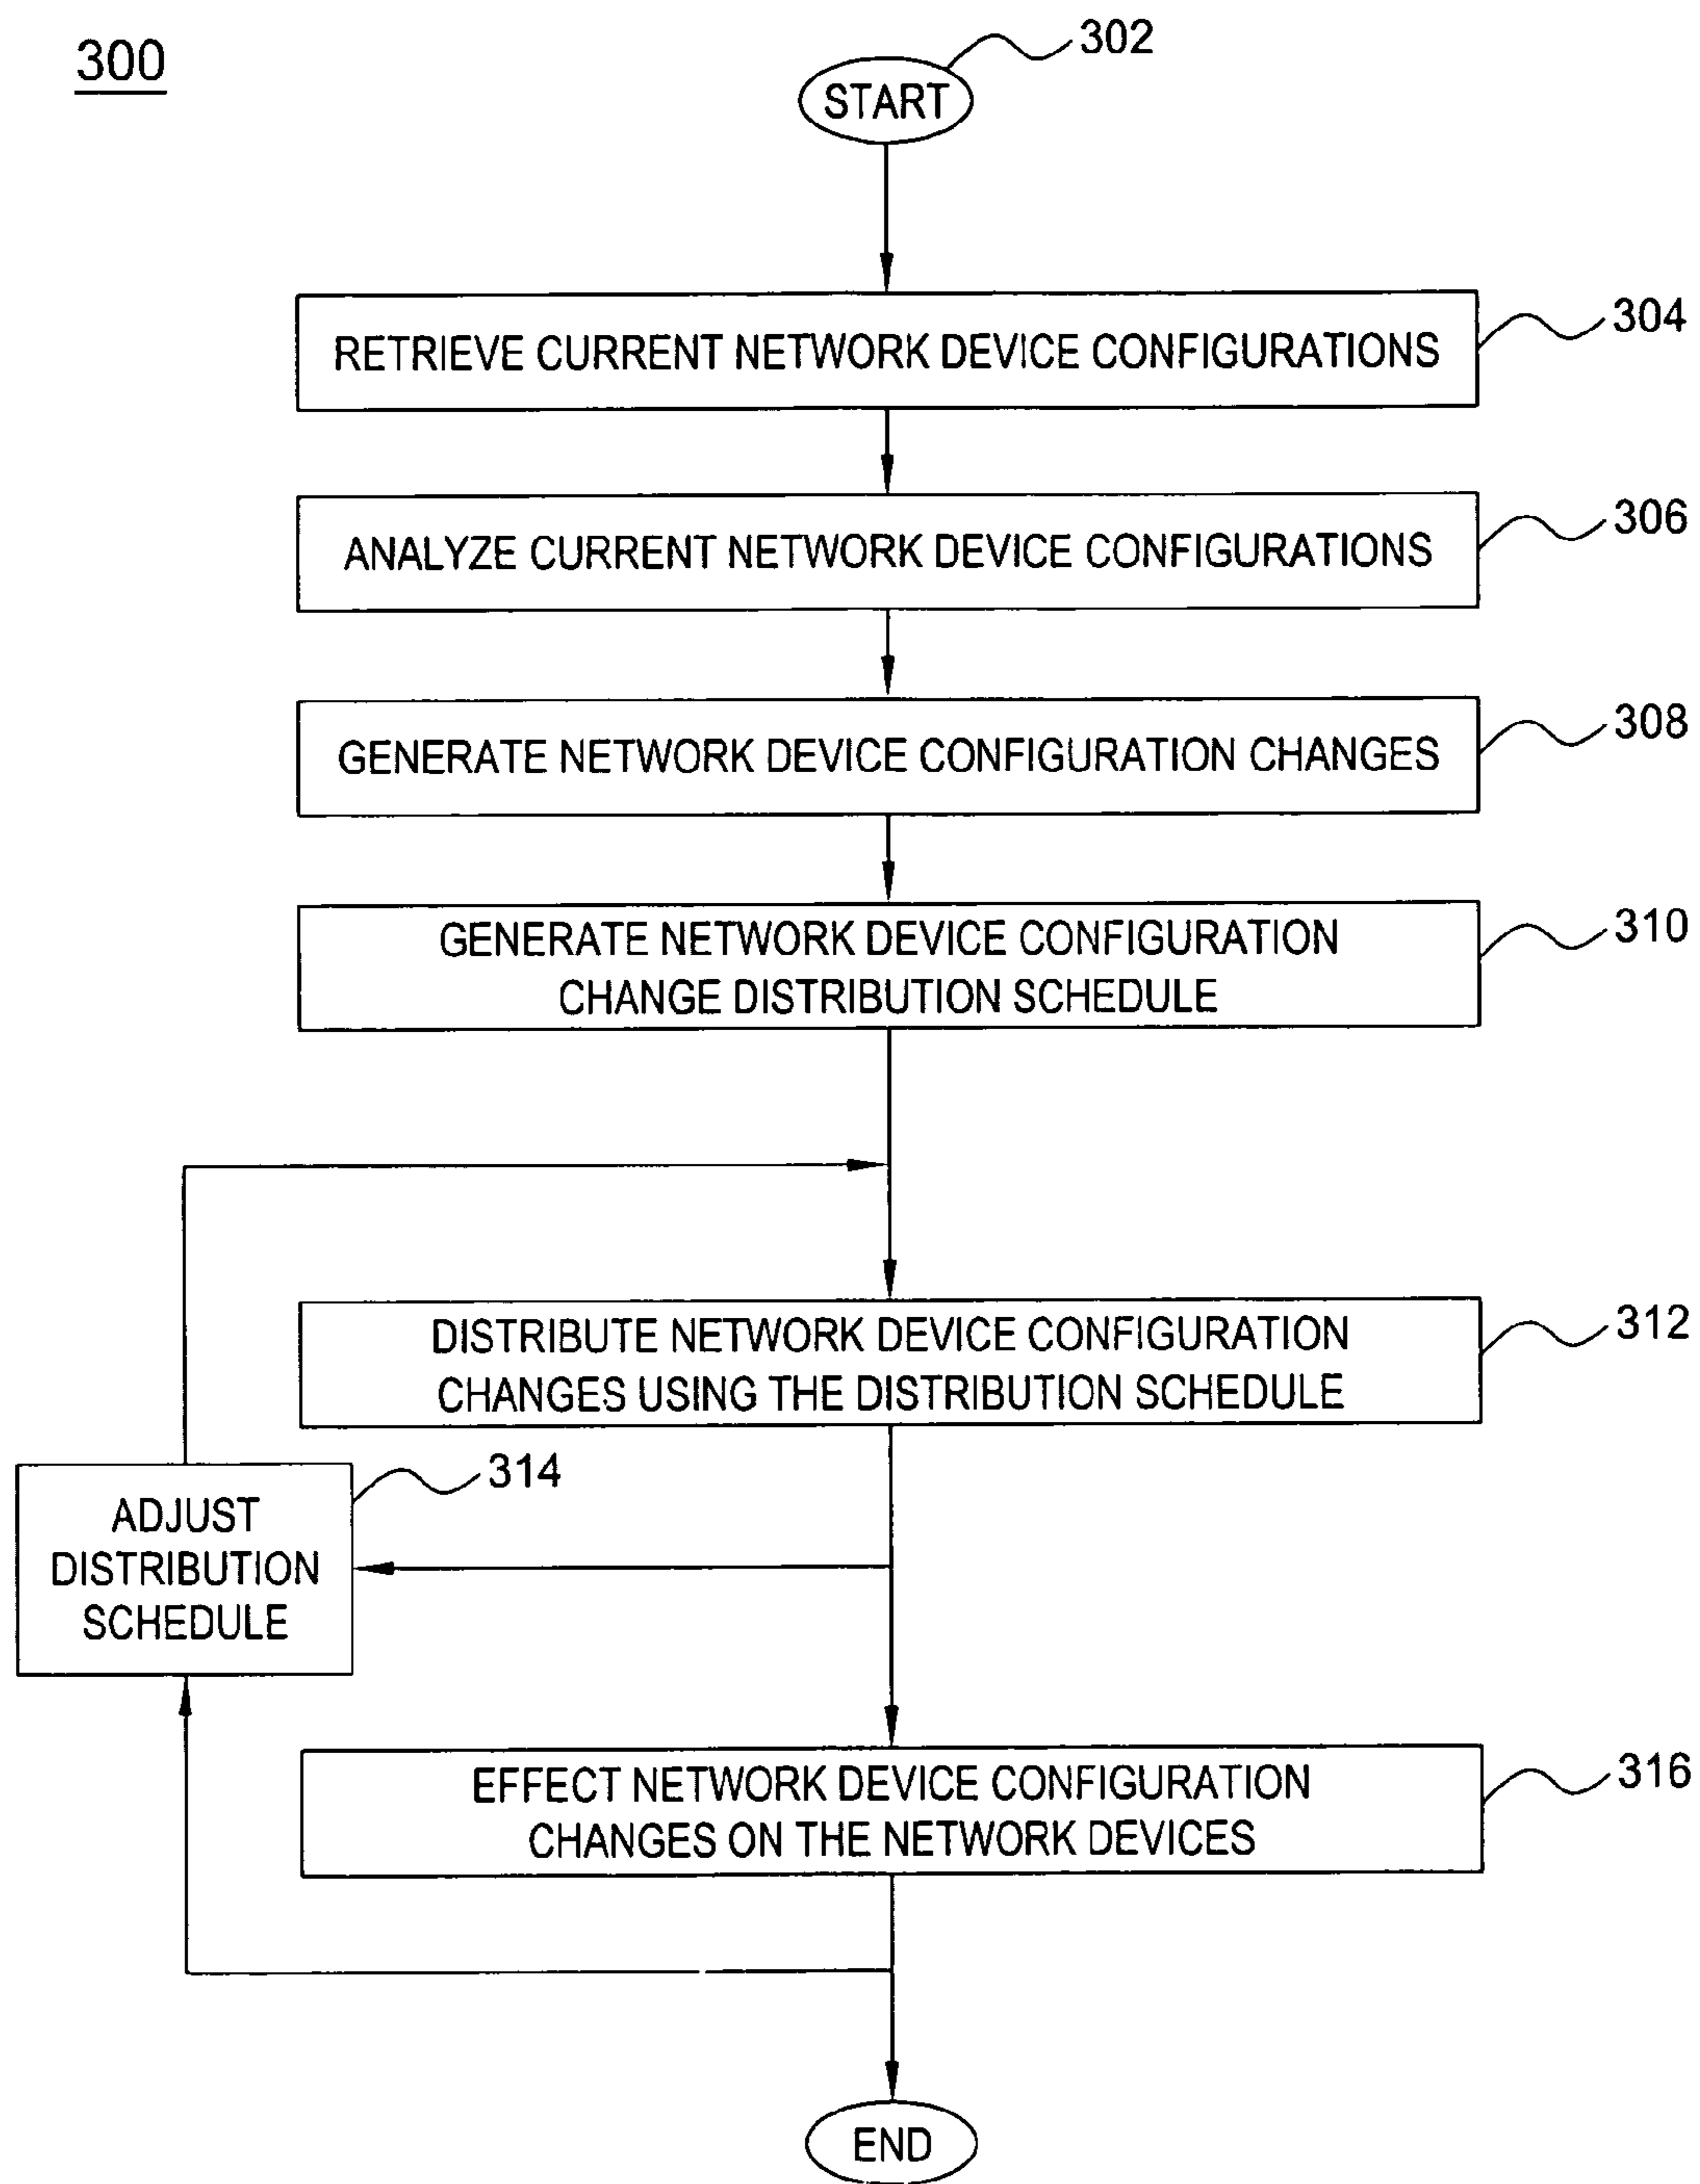 300
302
START
304
RETRIEVE CURRENT NETWORK DEVICE CONFIGURATIONS
306
ANALYZE CURRENT NETWORK DEVICE CONFIGURATIONS
308
GENERATE NETWORK DEVICE CONFIGURATION CHANGES
310
GENERATE NETWORK DEVICE CONFIGURATION
CHANGE DISTRIBUTION SCHEDULE
312
DISTRIBUTE NETWORK DEVICE CONFIGURATION
CHANGES USING THE DISTRIBUTION SCHEDULE
314
ADJUST
DISTRIBUTION
SCHEDULE
316
EFFECT NETWORK DEVICE CONFIGURATION
CHANGES ON THE NETWORK DEVICES
END